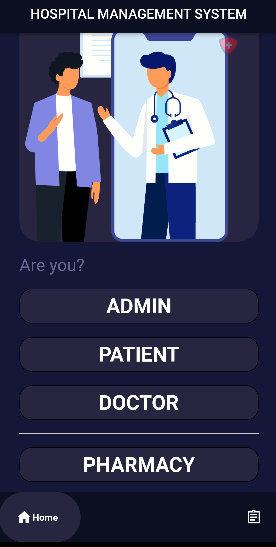 HOSPITAL MANAGEMENT SYSTEM
Are you?
ADMIN
PATIENT
DOCTOR
PHARMACY
Home